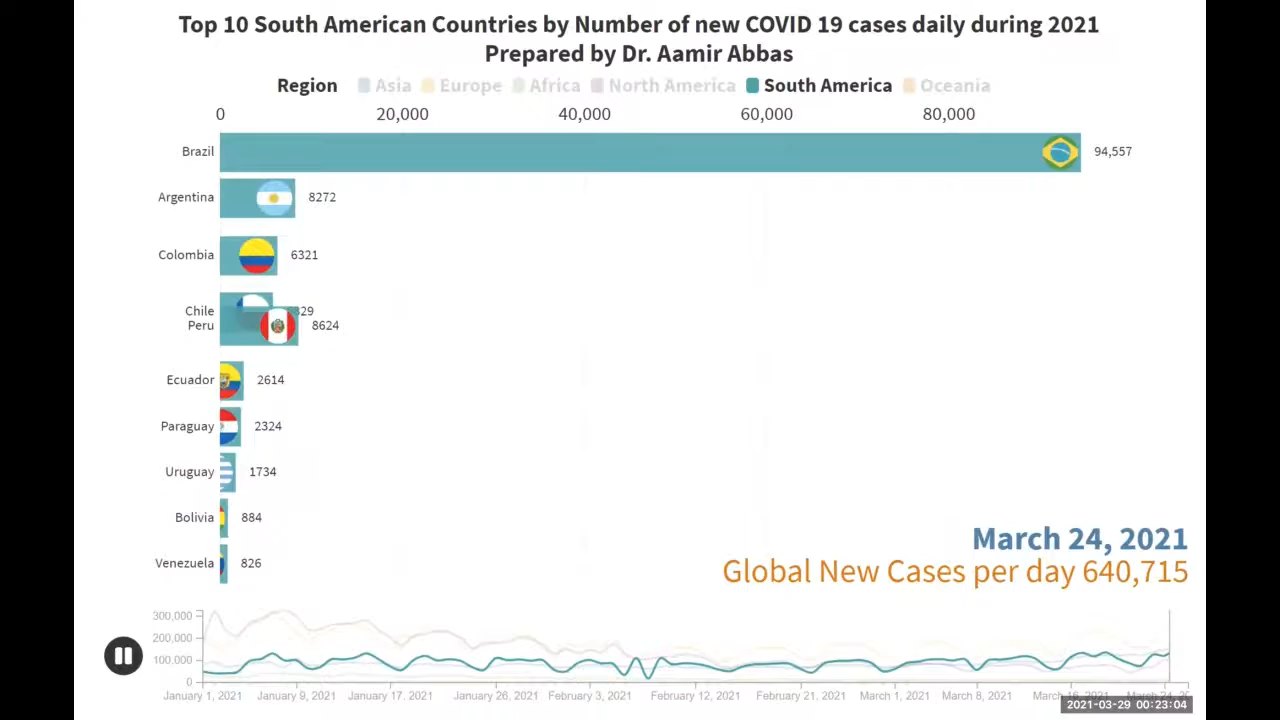 Top 10 South American Countries by Number of new COVID 19 cases daily during 2021
Prepared by Dr. Aamir Abbas
Region Asia Europe Africa North America South America Oceania
0 20,000 40,000 60,000 80,000
Brazil 94,557
Argentina 8272
Colombia 6321
Chile
Peru 8624
Ecuador 2614
Paraguay 2324
Uruguay 1734
Bolivia 884
Venezuela 826
March 24, 2021
Global New Cases per day 640,715
300,000
200,000
100,000
0
January 1, 2021 January 9, 2021 January 17, 2021 January 26, 2021 February 3, 2021 February 12, 2021 February 21, 2021 March 1, 2021 March 8, 2021 March 16, 2021 March 24,
2021-03-29 00:23:04